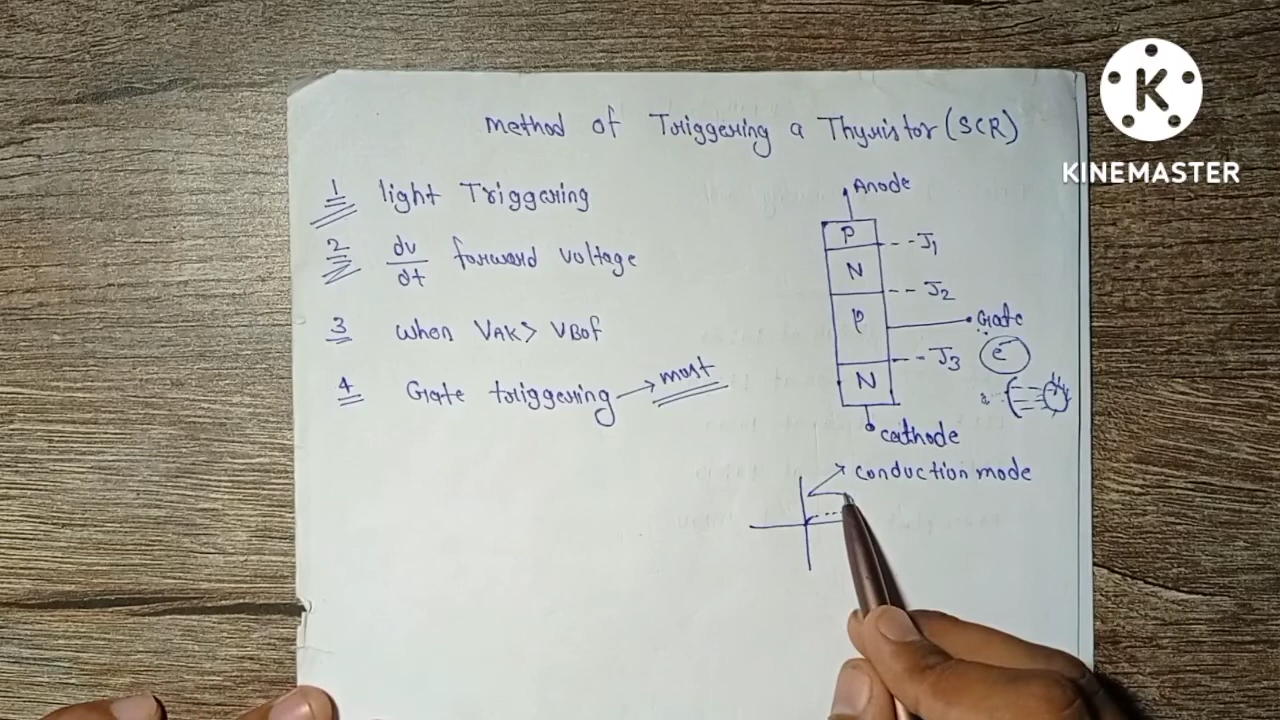 Method of Triggering a Thyristor (SCR)
1 light Triggering
2 dv/dt forward voltage
3 when VAK > VBOF
4 Gate triggering → most
Anode
P
J1
N
J2
P
Gate
e-
J3
N
Cathode
conduction mode
K
KINEMASTER